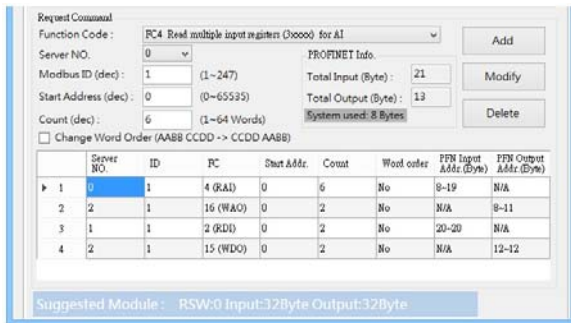 Request Command
Function Code : FC4 Read multiple input registers (3xxxx) for AI
Add
Server NO. 0
PROFINET Info.
Modbus ID (dec) : 1 (1~247)
Total Input (Byte) : 21
Modify
Start Address (dec) : 0 (0~65535)
Total Output (Byte) : 13
Count (dec) : 6 (1~64 Words)
System used: 8 Bytes
Delete
Change Word Order (AABB CCDD -> CCDD AABB)
Server NO. ID FC Start Addr. Count Word order PFN Input Addr.(Byte) PFN Output Addr.(Byte)
1 0 1 4 (RAI) 0 6 No 8~19 N/A
2 2 1 16 (WAO) 0 2 No N/A 8~11
3 1 1 2 (RDI) 0 2 No 20~20 N/A
4 2 1 15 (WDO) 0 2 No N/A 12~12
Suggested Module : RSW:0 Input:32Byte Output:32Byte